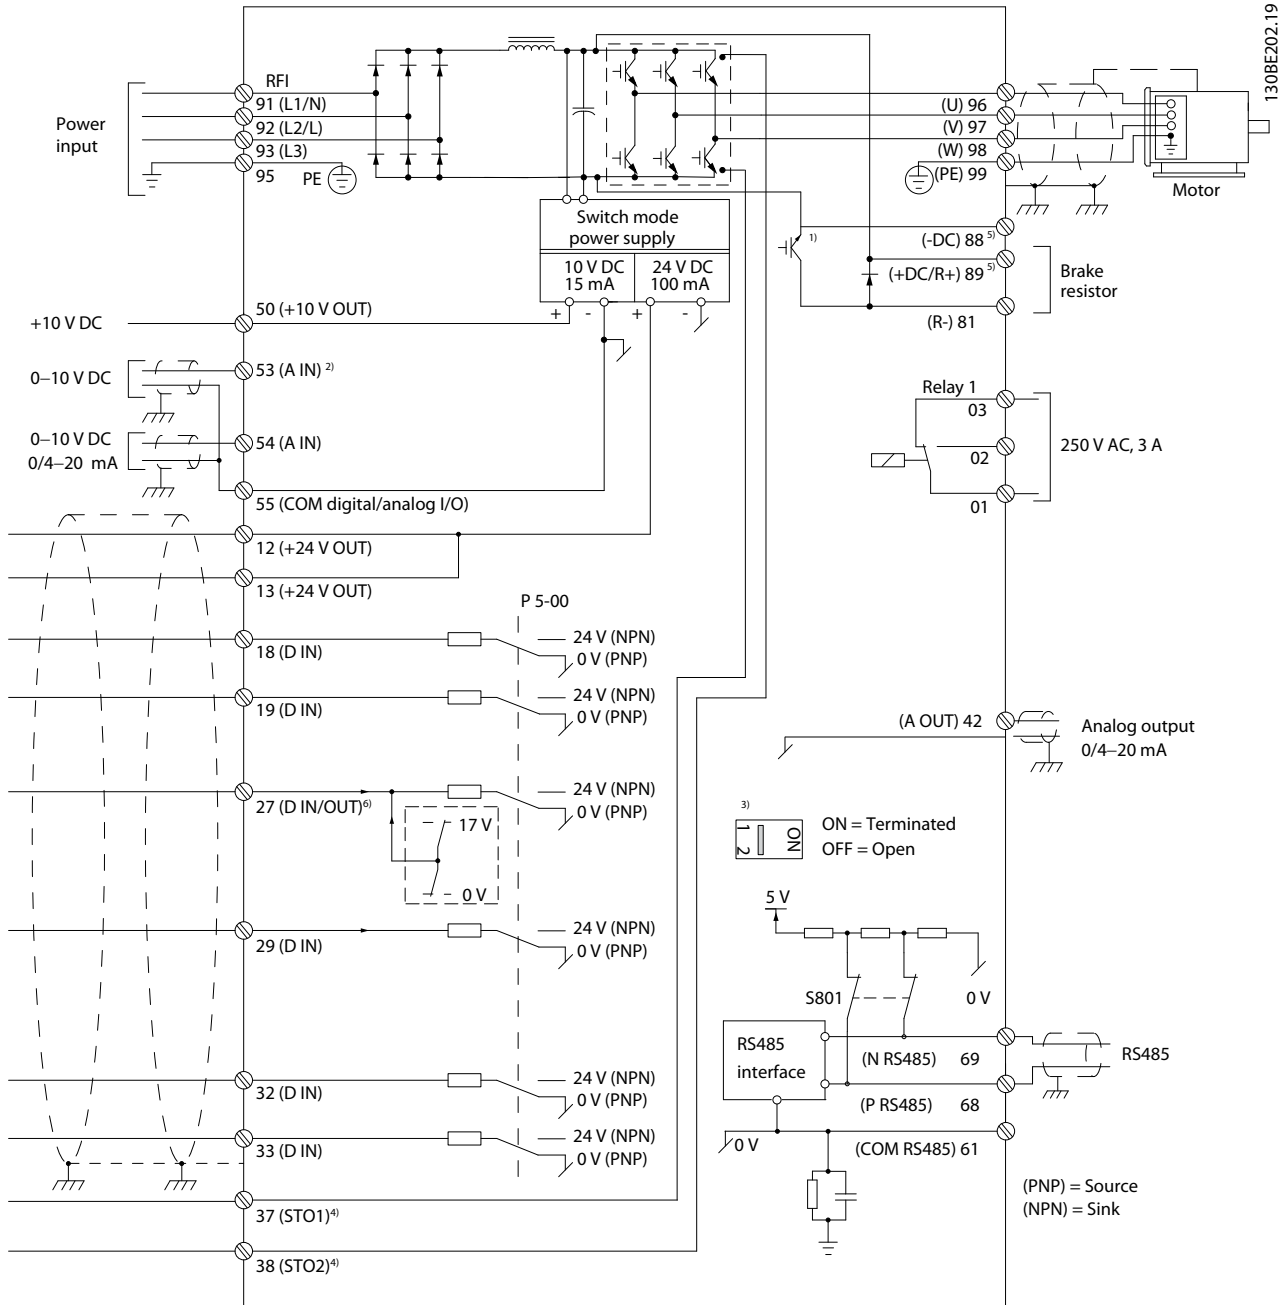 130BE202.19
RFI
91 (L1/N)
92 (L2/L)
93 (L3)
95
PE
Power
input
(U) 96
(V) 97
(W) 98
(PE) 99
Motor
Switch mode
power supply
10 V DC
15 mA
24 V DC
100 mA
+ - + -
1)
(-DC) 88 5)
(+DC/R+) 89 5)
(R-) 81
Brake
resistor
50 (+10 V OUT)
+10 V DC
53 (A IN) 2)
0–10 V DC
54 (A IN)
0–10 V DC
0/4–20 mA
55 (COM digital/analog I/O)
Relay 1
03
02
01
250 V AC, 3 A
12 (+24 V OUT)
13 (+24 V OUT)
P 5-00
18 (D IN)
24 V (NPN)
0 V (PNP)
19 (D IN)
24 V (NPN)
0 V (PNP)
(A OUT) 42
Analog output
0/4–20 mA
27 (D IN/OUT)6)
24 V (NPN)
0 V (PNP)
17 V
0 V
3)
1 2
ON
ON = Terminated
OFF = Open
29 (D IN)
24 V (NPN)
0 V (PNP)
5 V
S801
0 V
RS485
interface
(N RS485) 69
RS485
(P RS485) 68
0 V
(COM RS485) 61
32 (D IN)
24 V (NPN)
0 V (PNP)
33 (D IN)
24 V (NPN)
0 V (PNP)
37 (STO1)4)
38 (STO2)4)
(PNP) = Source
(NPN) = Sink